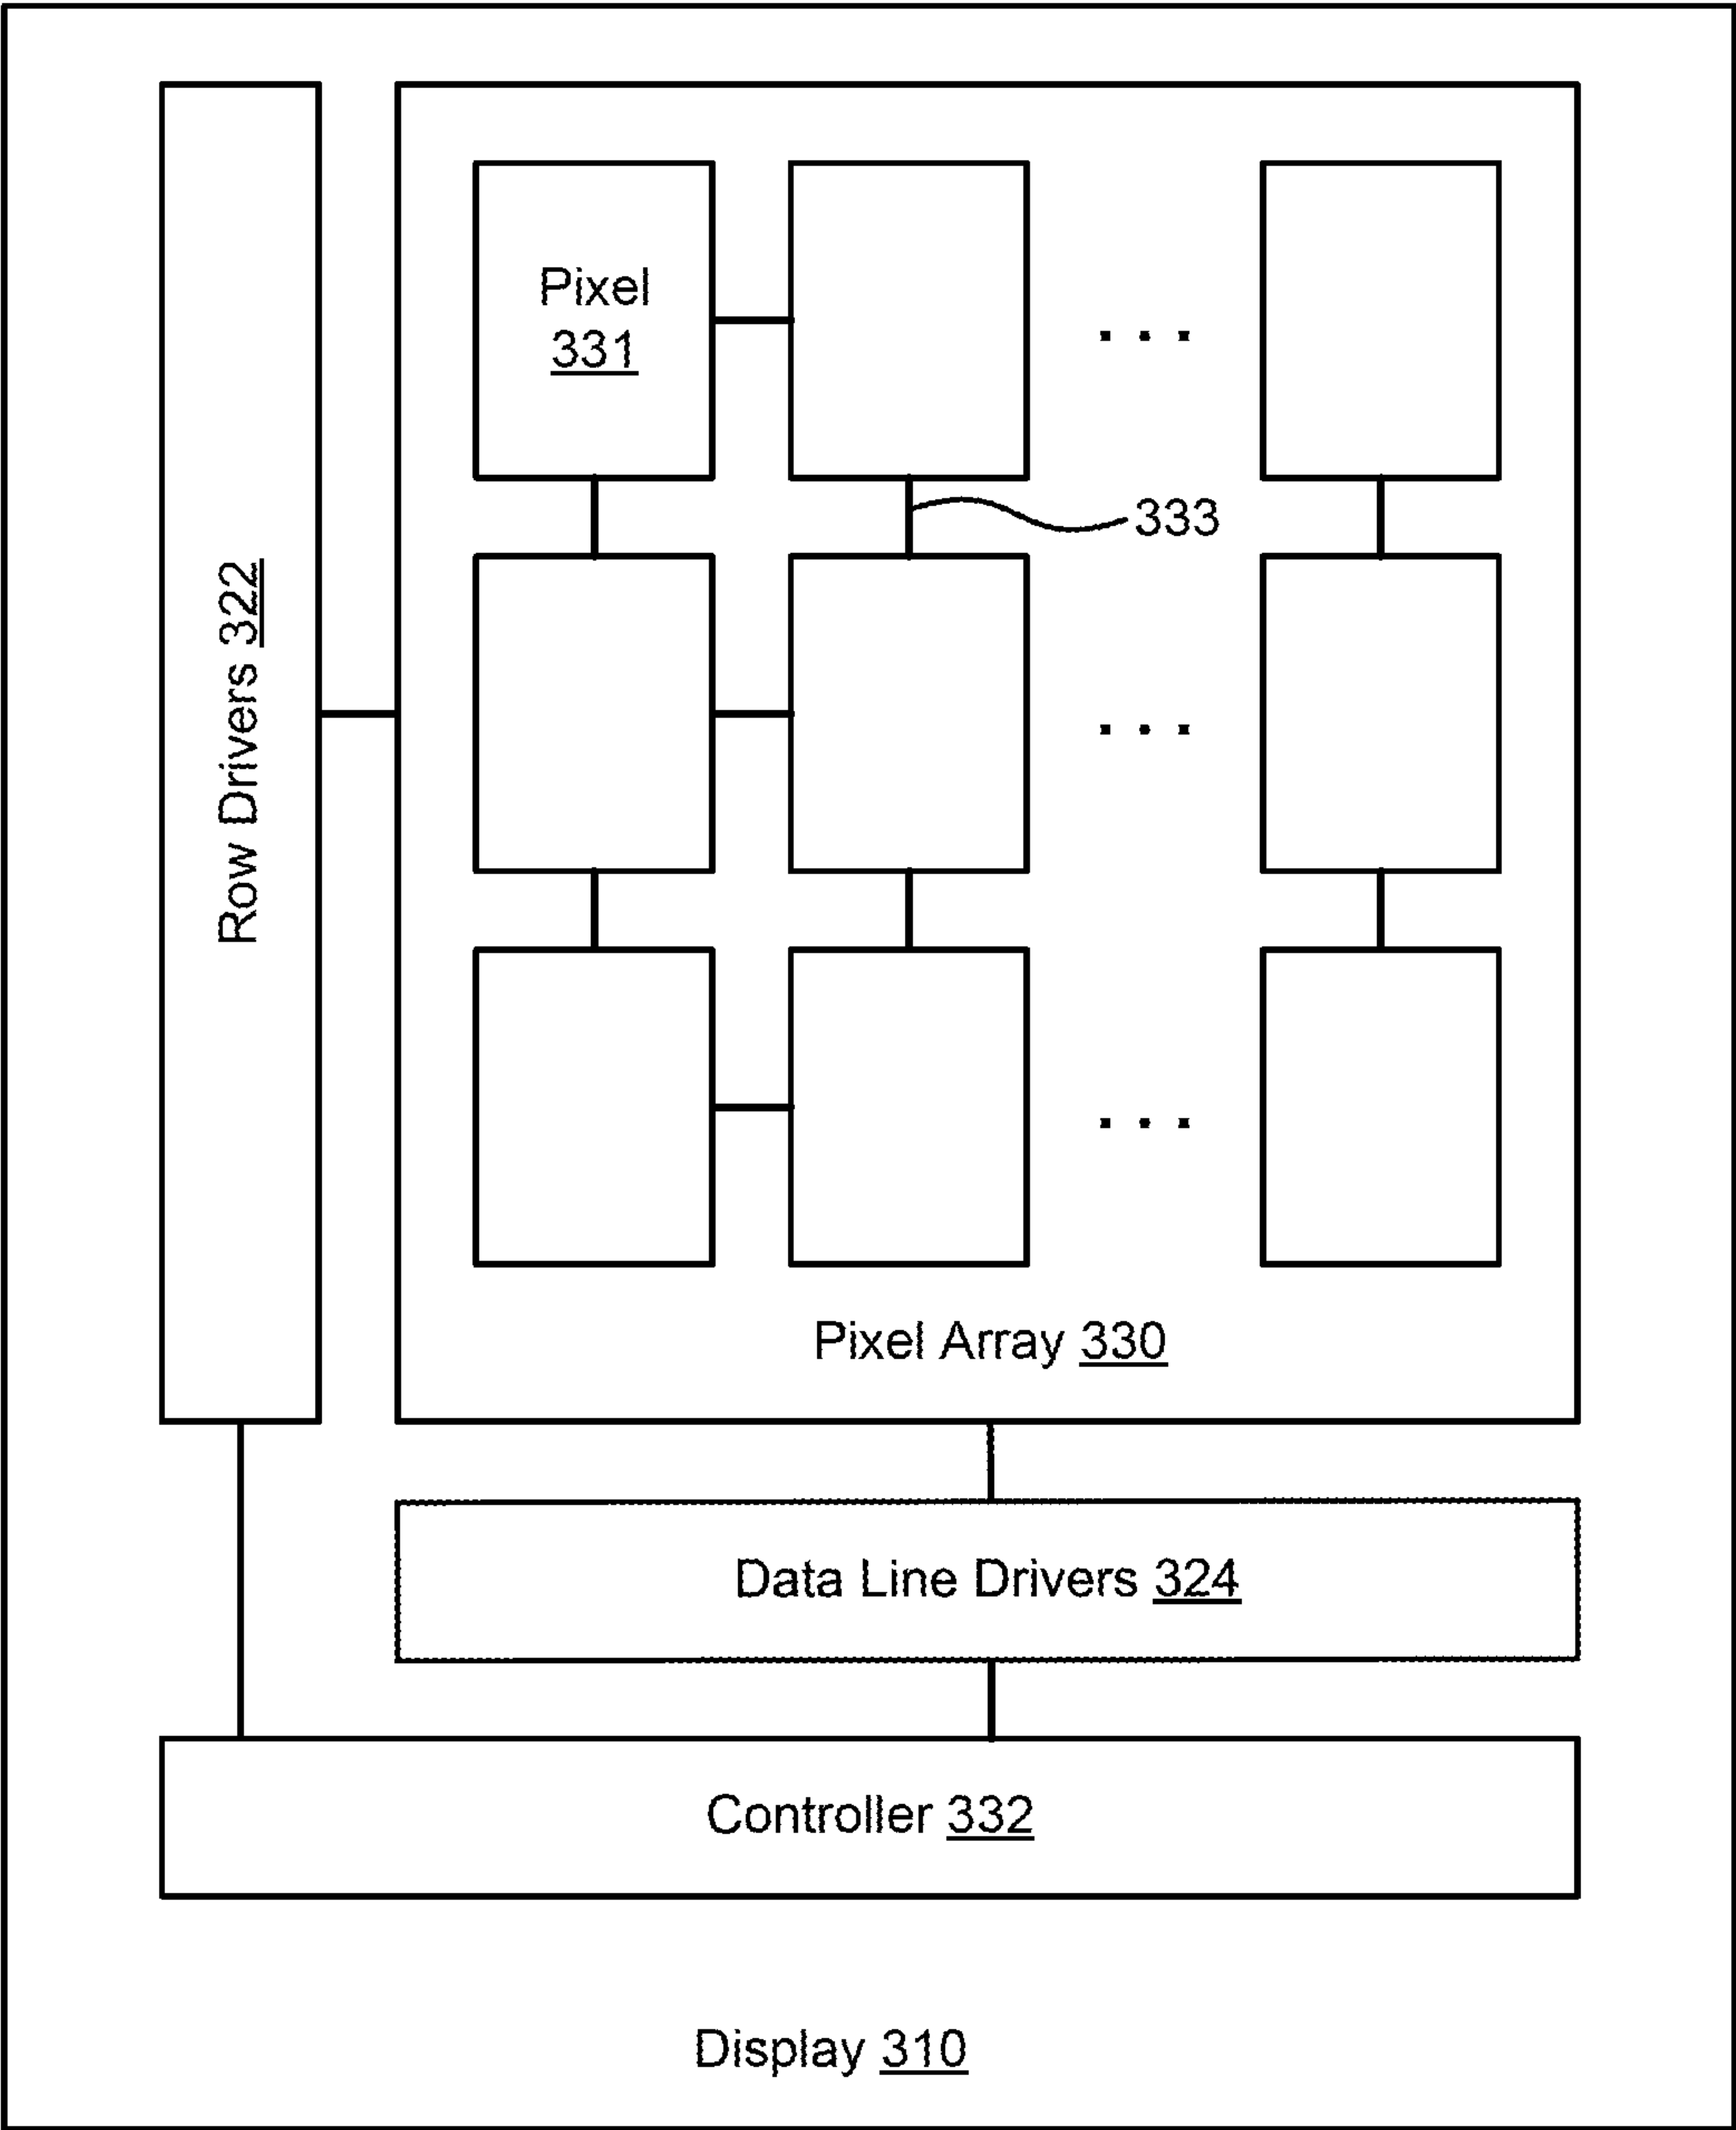 Pixel
331
333
Row Drivers 322
Pixel Array 330
Data Line Drivers 324
Controller 332
Display 310